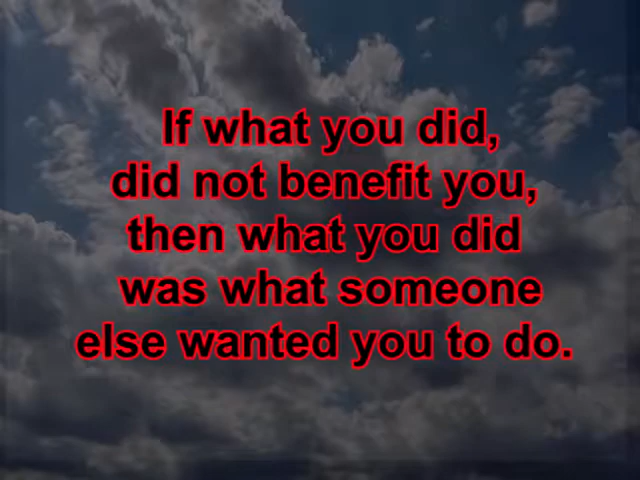 If what you did,
did not benefit you,
then what you did
was what someone
else wanted you to do.